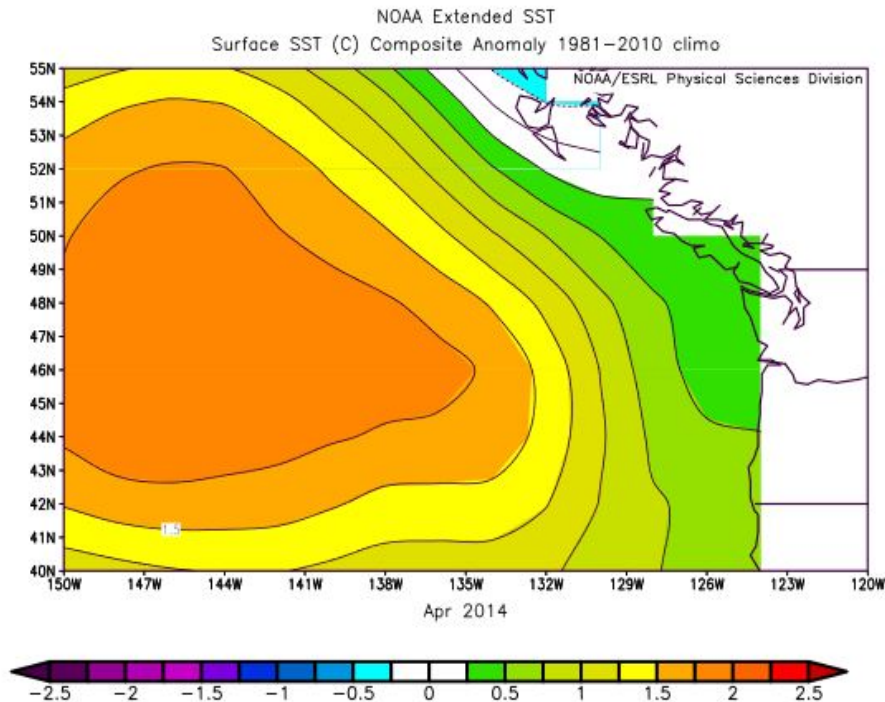 NOAA Extended SST
Surface SST (C) Composite Anomaly 1981-2010 climo
NOAA/ESRL Physical Sciences Division
55N
54N
53N
52N
51N
50N
49N
48N
47N
46N
45N
44N
43N
42N
41N
40N
1.5
150W 147W 144W 141W 138W 135W 132W 129W 126W 123W 120W
Apr 2014
-2.5 -2 -1.5 -1 -0.5 0 0.5 1 1.5 2 2.5